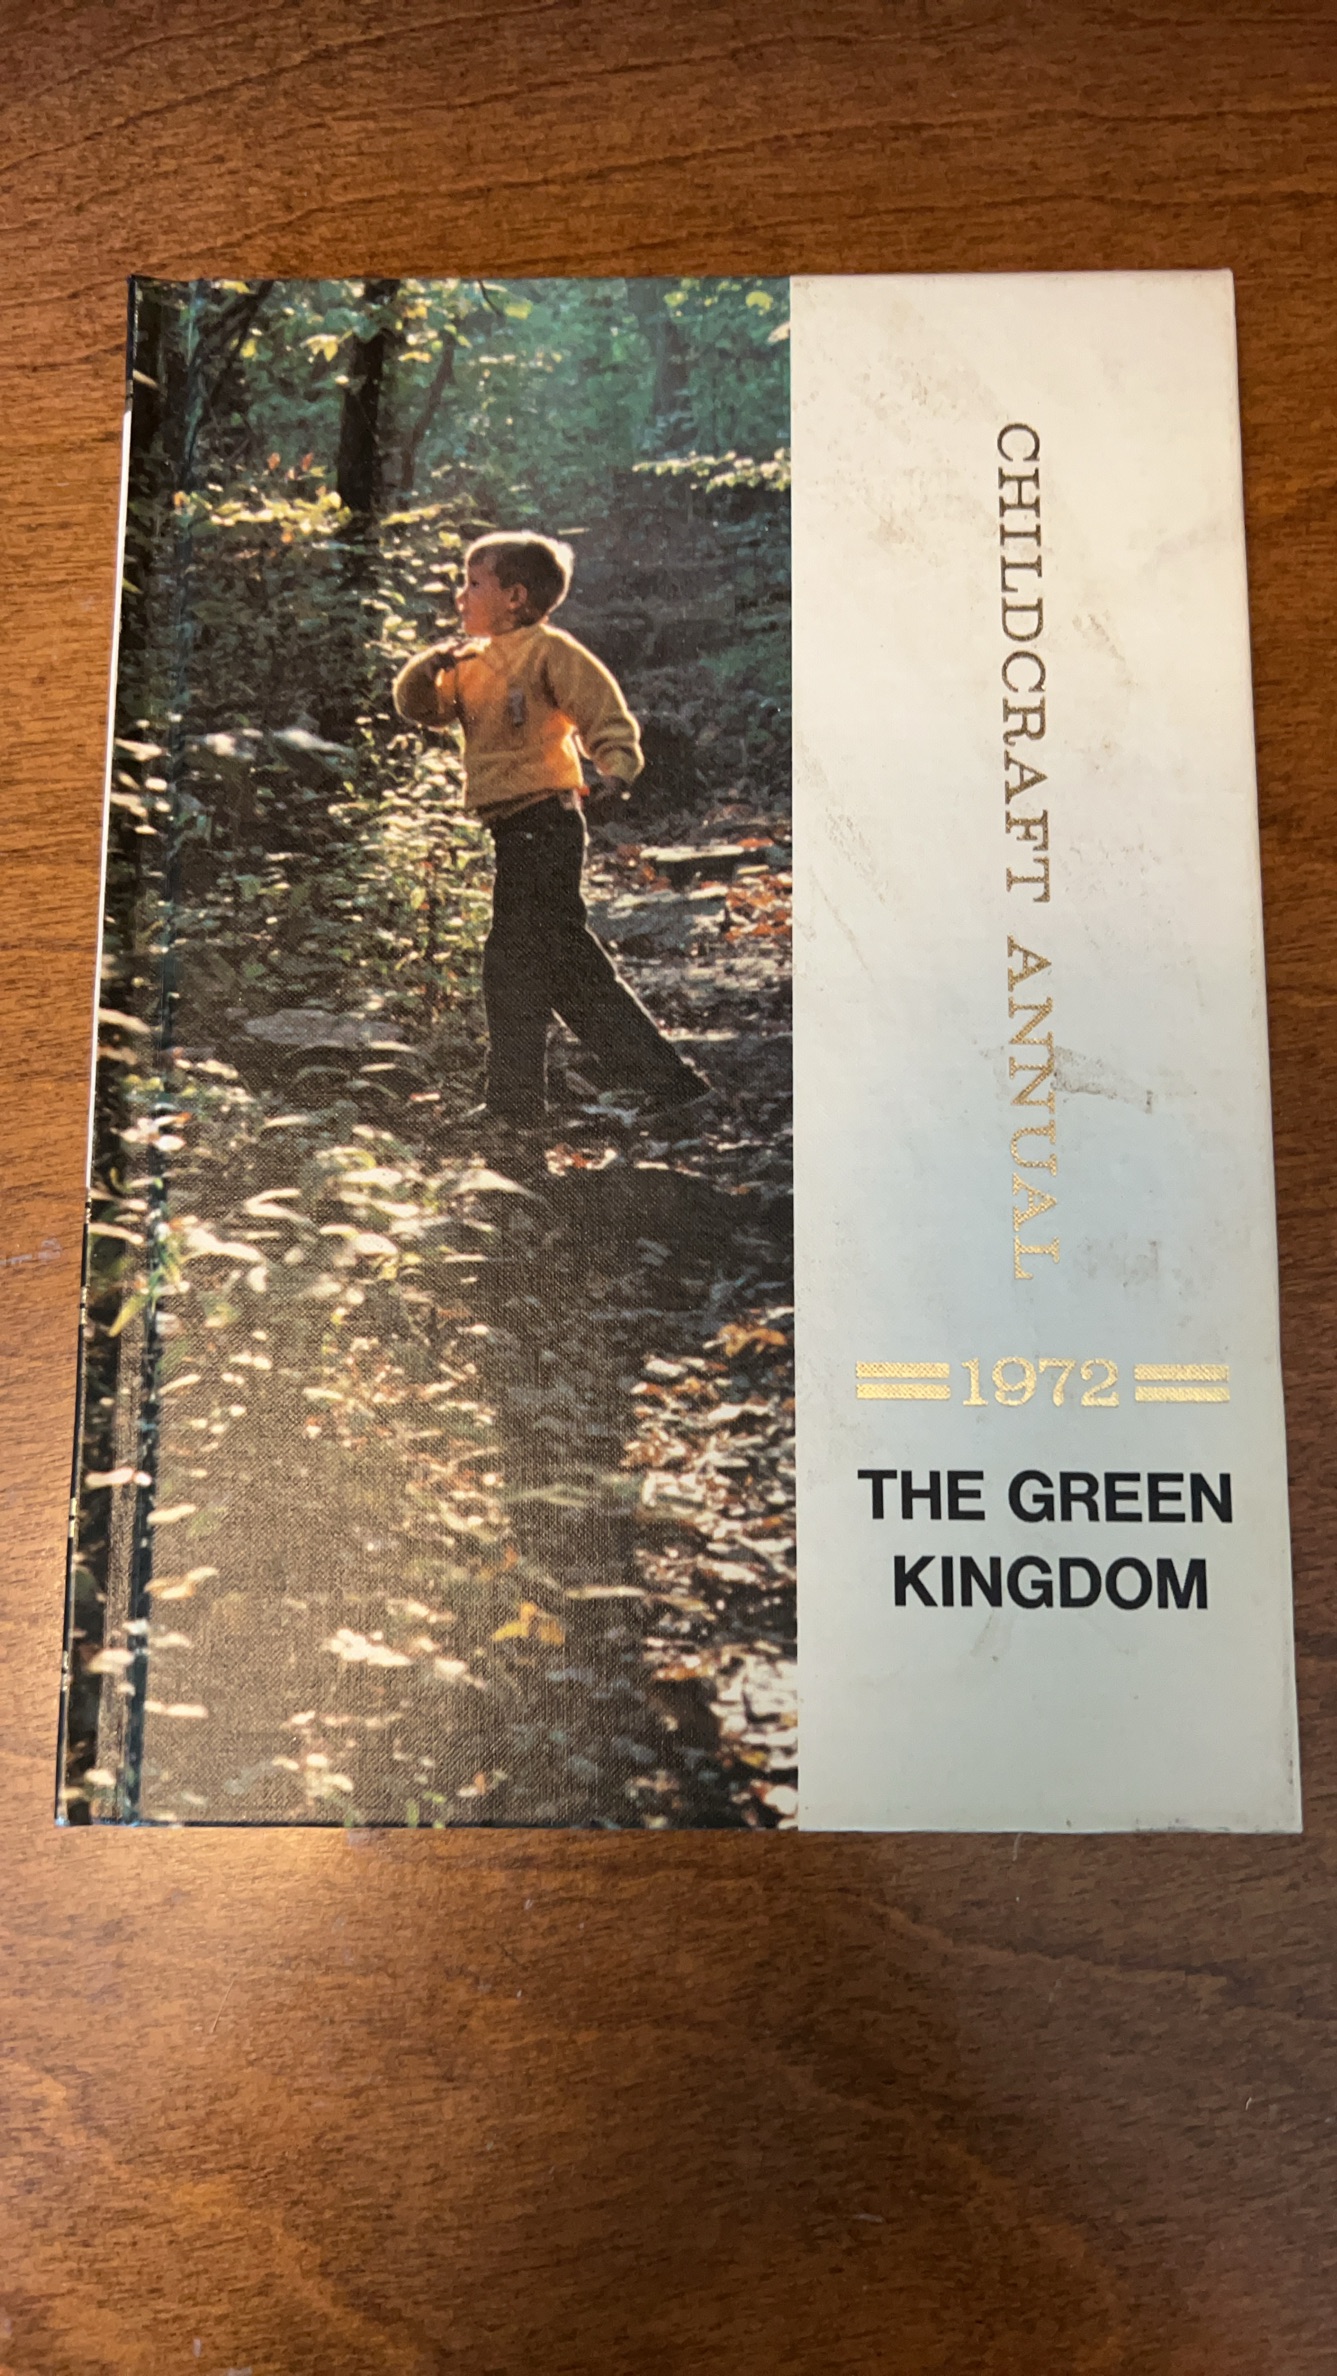 CHILDCRAFT ANNUAL
1972
THE GREEN
KINGDOM